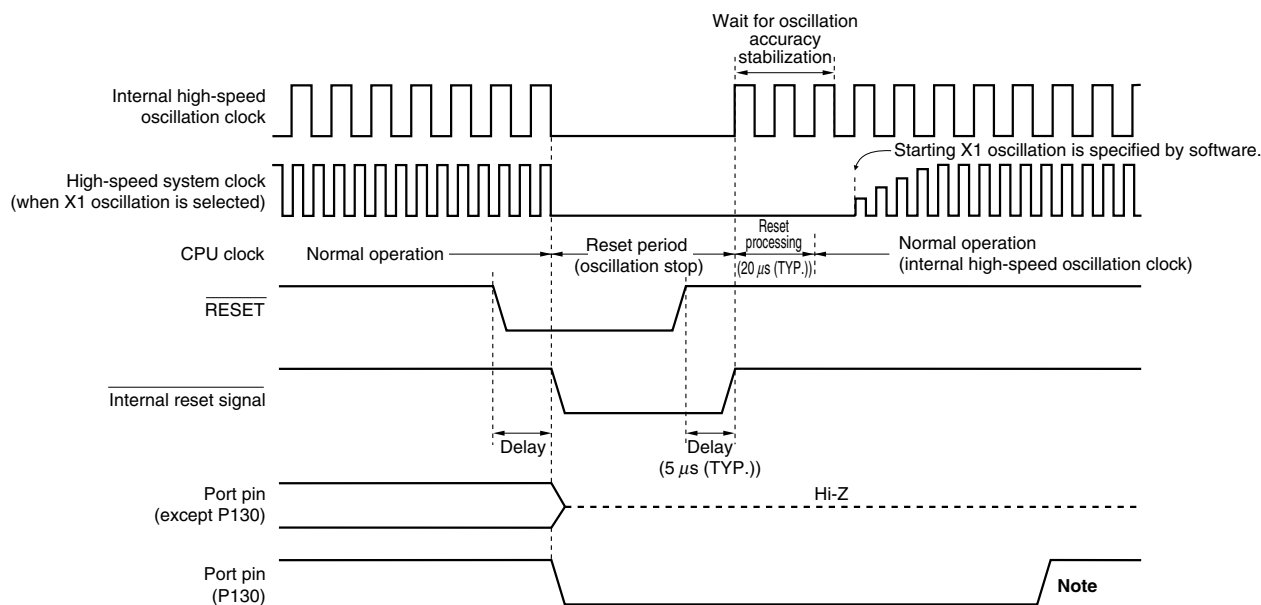 Wait for oscillation
accuracy
stabilization
Internal high-speed
oscillation clock
Starting X1 oscillation is specified by software.
High-speed system clock
(when X1 oscillation is selected)
CPU clock
Normal operation
Reset period
(oscillation stop)
Reset
processing
(20 μs (TYP.))
Normal operation
(internal high-speed oscillation clock)
RESET
Internal reset signal
Delay
Delay
(5 μs (TYP.))
Port pin
(except P130)
Hi-Z
Port pin
(P130)
Note